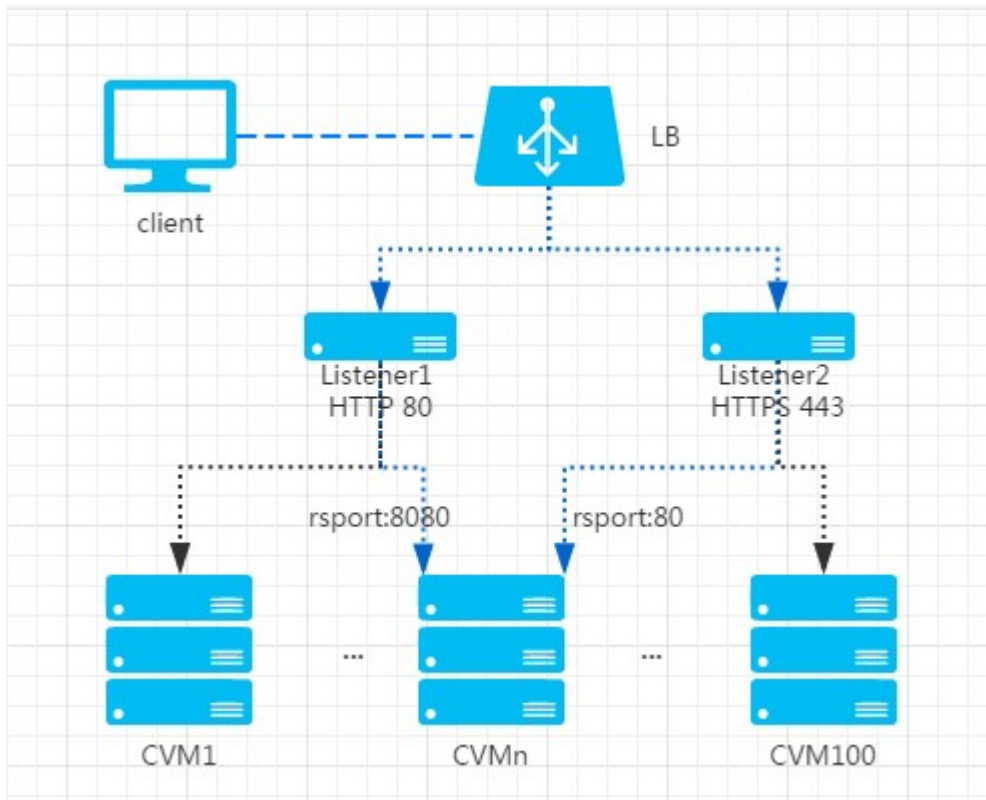 LB
client
Listener1
HTTP 80
Listener2
HTTPS 443
rsport:8080
rsport:80
...
...
CVM1
CVMn
CVM100